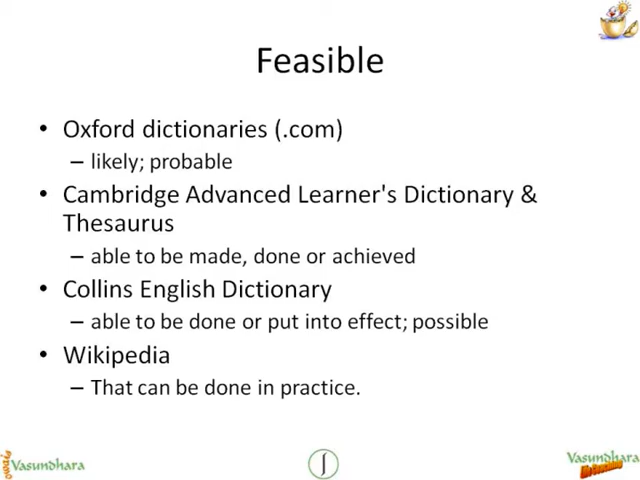 Feasible
• Oxford dictionaries (.com)
– likely; probable
• Cambridge Advanced Learner's Dictionary &
Thesaurus
– able to be made, done or achieved
• Collins English Dictionary
– able to be done or put into effect; possible
• Wikipedia
– That can be done in practice.
Vasundhara
Vasundhara